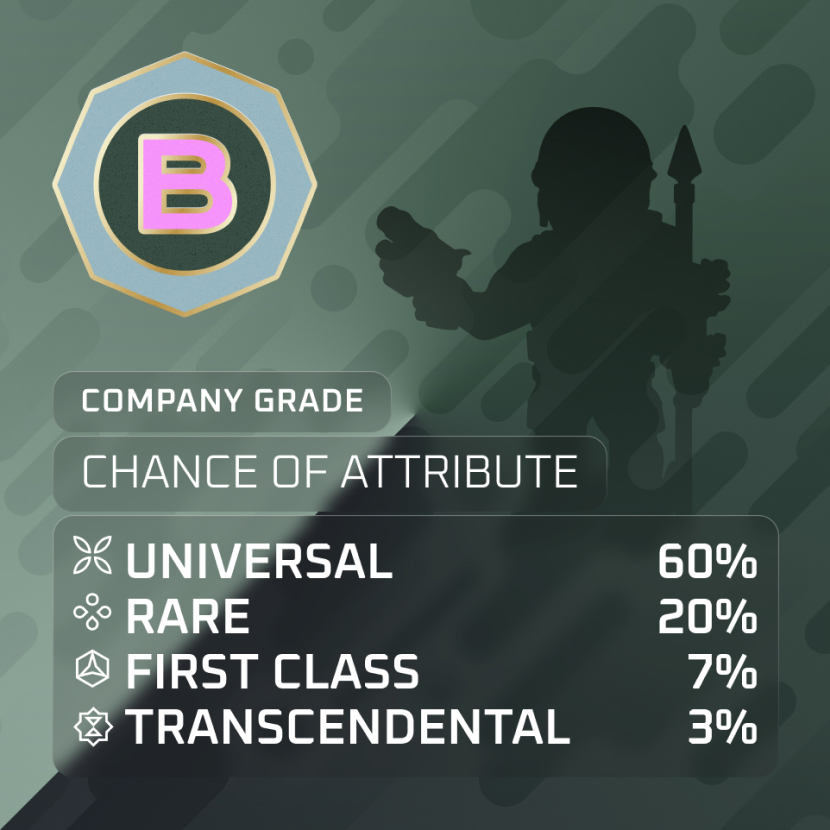 B
COMPANY GRADE
CHANCE OF ATTRIBUTE
UNIVERSAL 60%
RARE 20%
FIRST CLASS 7%
TRANSCENDENTAL 3%